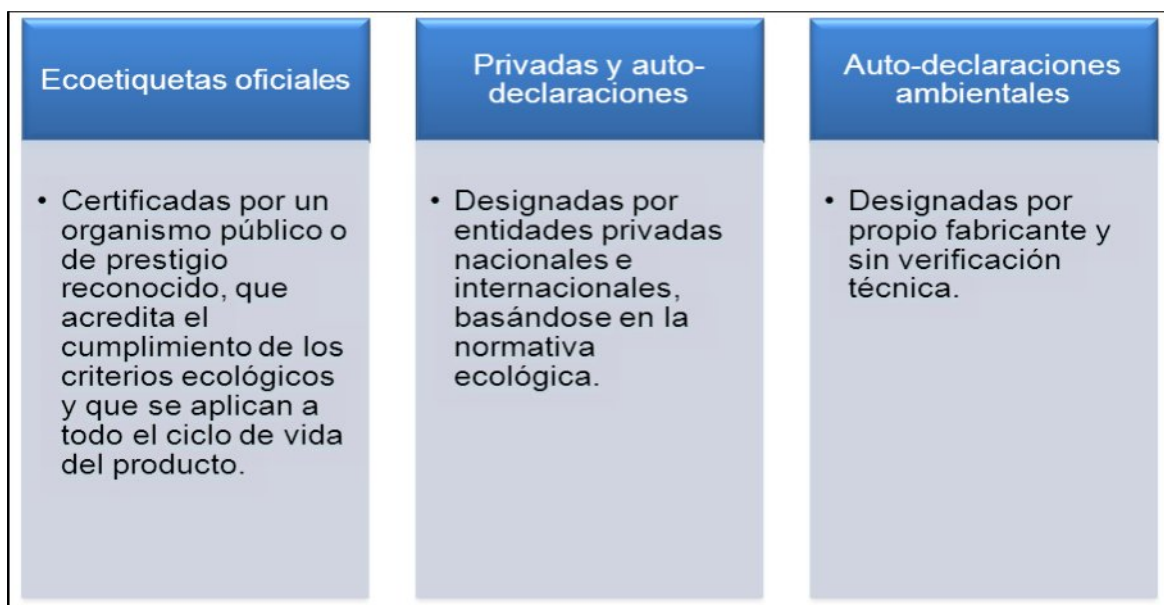 Ecoetiquetas oficiales
• Certificadas por un
organismo público o
de prestigio
reconocido, que
acredita el
cumplimiento de los
criterios ecológicos
y que se aplican a
todo el ciclo de vida
del producto.
Privadas y auto-
declaraciones
• Designadas por
entidades privadas
nacionales e
internacionales,
basándose en la
normativa
ecológica.
Auto-declaraciones
ambientales
• Designadas por
propio fabricante y
sin verificación
técnica.